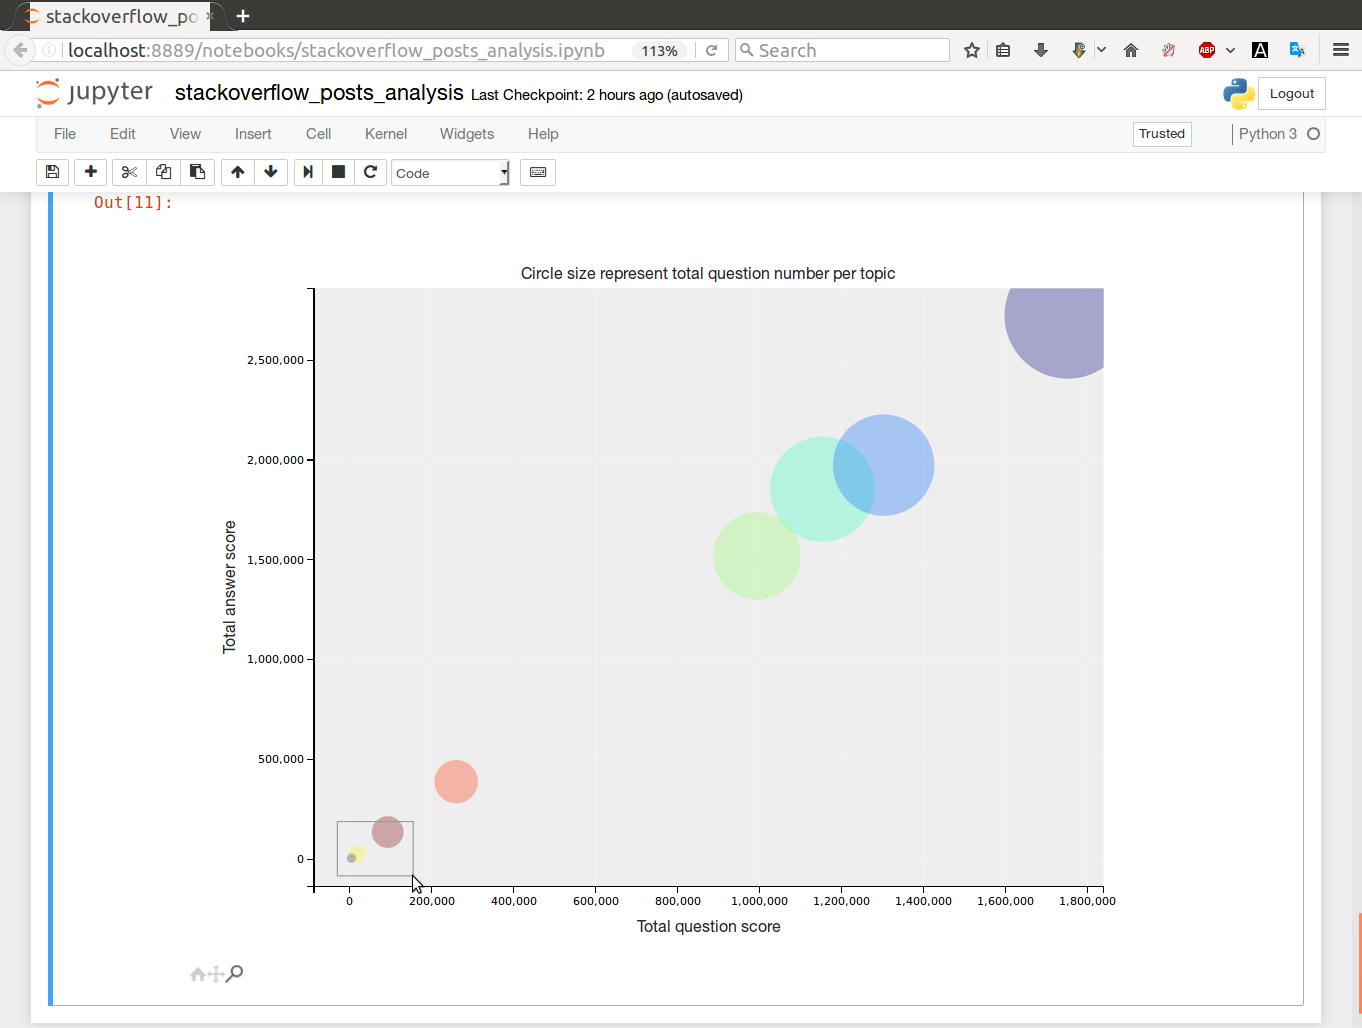 stackoverflow_po
localhost:8889/notebooks/stackoverflow_posts_analysis.ipynb 113% Search
ABP A
jupyter stackoverflow_posts_analysis Last Checkpoint: 2 hours ago (autosaved) Logout
File Edit View Insert Cell Kernel Widgets Help Trusted Python 3
Code
Out[11]:
Circle size represent total question number per topic
2,500,000
2,000,000
1,500,000
1,000,000
500,000
0
Total answer score
0 200,000 400,000 600,000 800,000 1,000,000 1,200,000 1,400,000 1,600,000 1,800,000
Total question score